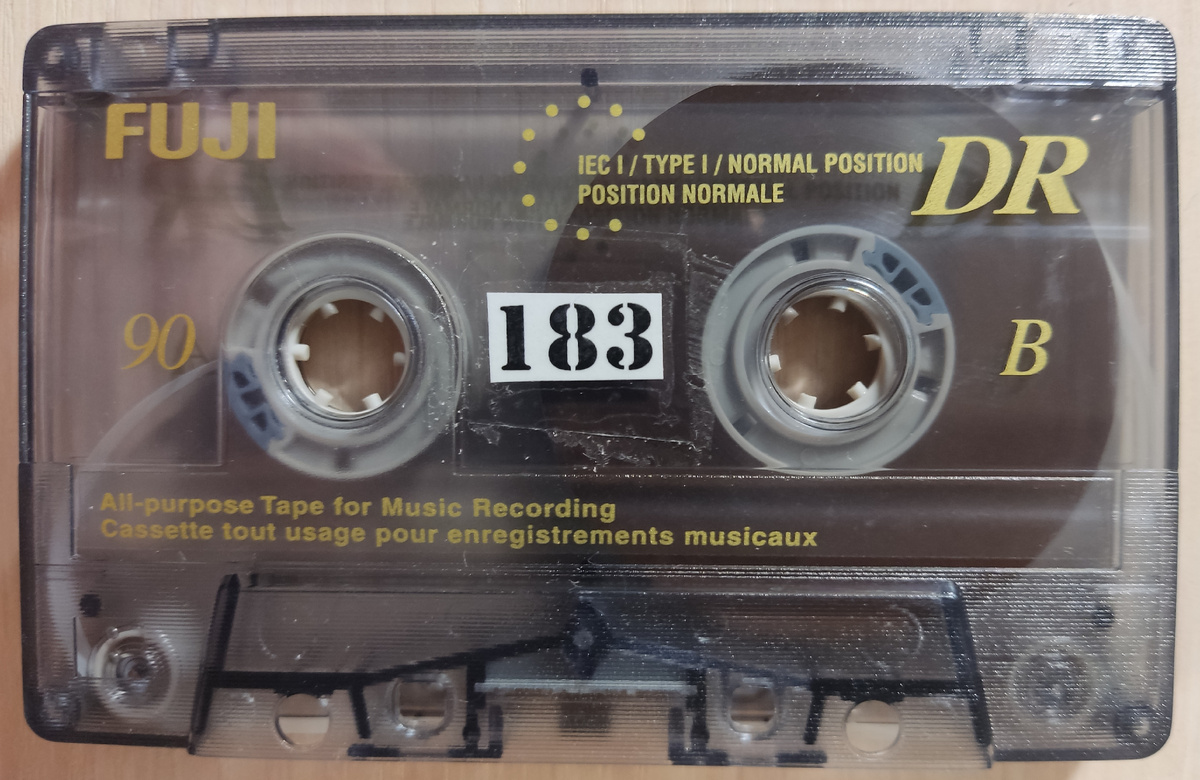 FUJI
IEC I / TYPE I / NORMAL POSITION
POSITION NORMALE
DR
90
183
B
All-purpose Tape for Music Recording
Cassette tout usage pour enregistrements musicaux